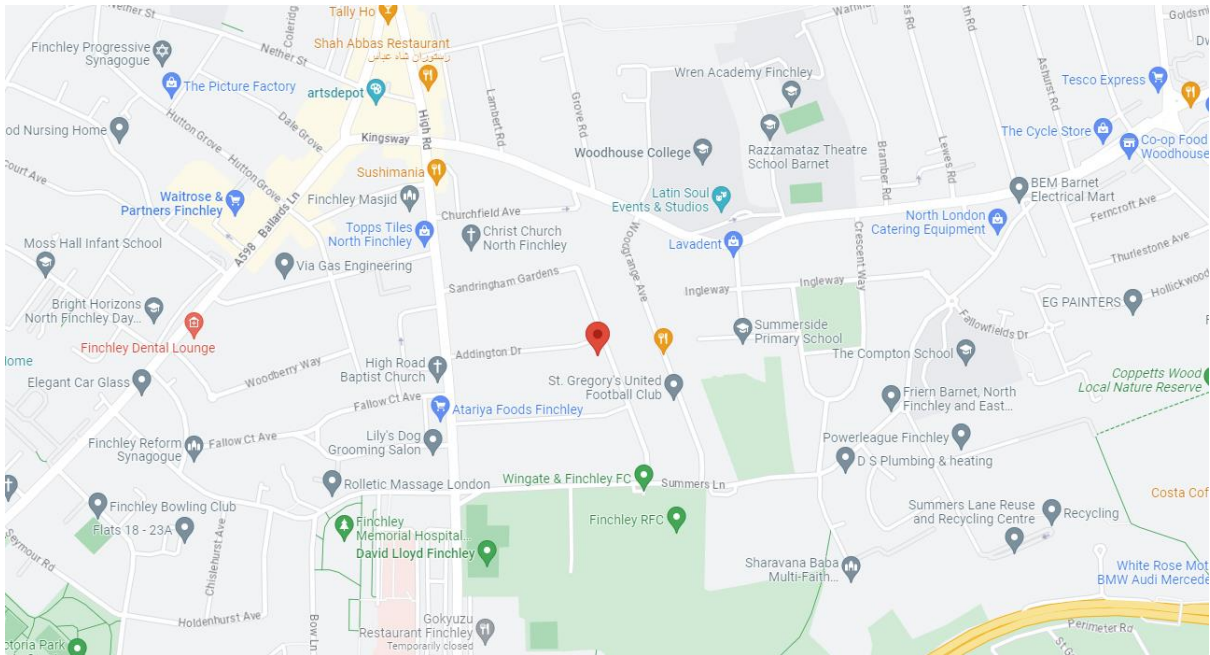 Tally Ho
Nether St
Coleridg
Warnha
Lewes Rd
th Rd
Goldsm
Dv
Shah Abbas Restaurant
رستوران شاه عباس
Finchley Progressive
Synagogue
Nether St
The Picture Factory
artsdepot
Lambert Rd
Grove Rd
Wren Academy Finchley
Ashurst Rd
Tesco Express
Hutton Grove
Dale Grove
High Rd
Kingsway
od Nursing Home
The Cycle Store
Co-op Food
Woodhouse
Woodhouse College
Razzamataz Theatre
School Barnet
Bramber Rd
Lewes Rd
court Ave
Hutton Grove
Sushimania
Finchley Masjid
Waitrose &
Partners Finchley
A598
Ballards Ln
Latin Soul
Events & Studios
BEM Barnet
Electrical Mart
Ferncroft Ave
Churchfield Ave
Topps Tiles
North Finchley
Christ Church
North Finchley
Woodgrange Ave
Lavadent
Crescent Way
North London
Catering Equipment
Thurlestone Ave
Moss Hall Infant School
Via Gas Engineering
Sandringham Gardens
Ingleway
Ingleway
Hollickwood
Bright Horizons
North Finchley Day...
EG PAINTERS
Fallowfields Dr
Finchley Dental Lounge
Summerside
Primary School
Home
Woodberry Way
High Road
Baptist Church
Addington Dr
The Compton School
Elegant Car Glass
St. Gregory's United
Football Club
Coppetts Wood
Local Nature Reserve
Fallow Ct Ave
Atariya Foods Finchley
Friern Barnet, North
Finchley and East...
Finchley Reform
Synagogue
Fallow Ct Ave
Lily's Dog
Grooming Salon
Powerleague Finchley
D S Plumbing & heating
Rolletic Massage London
Wingate & Finchley FC
Summers Ln
Costa Cof
Finchley Bowling Club
Flats 18 - 23A
Finchley
Memorial Hospital...
David Lloyd Finchley
Finchley RFC
Summers Lane Reuse
and Recycling Centre
Recycling
Seymour Rd
Chislehurst Ave
Sharavana Baba
Multi-Faith...
White Rose Mot
BMW Audi Mercede
Holdenhurst Ave
Bow Ln
Gokyuzu
Restaurant Finchley
Temporarily closed
Perimeter Rd
St G
ctoria Park